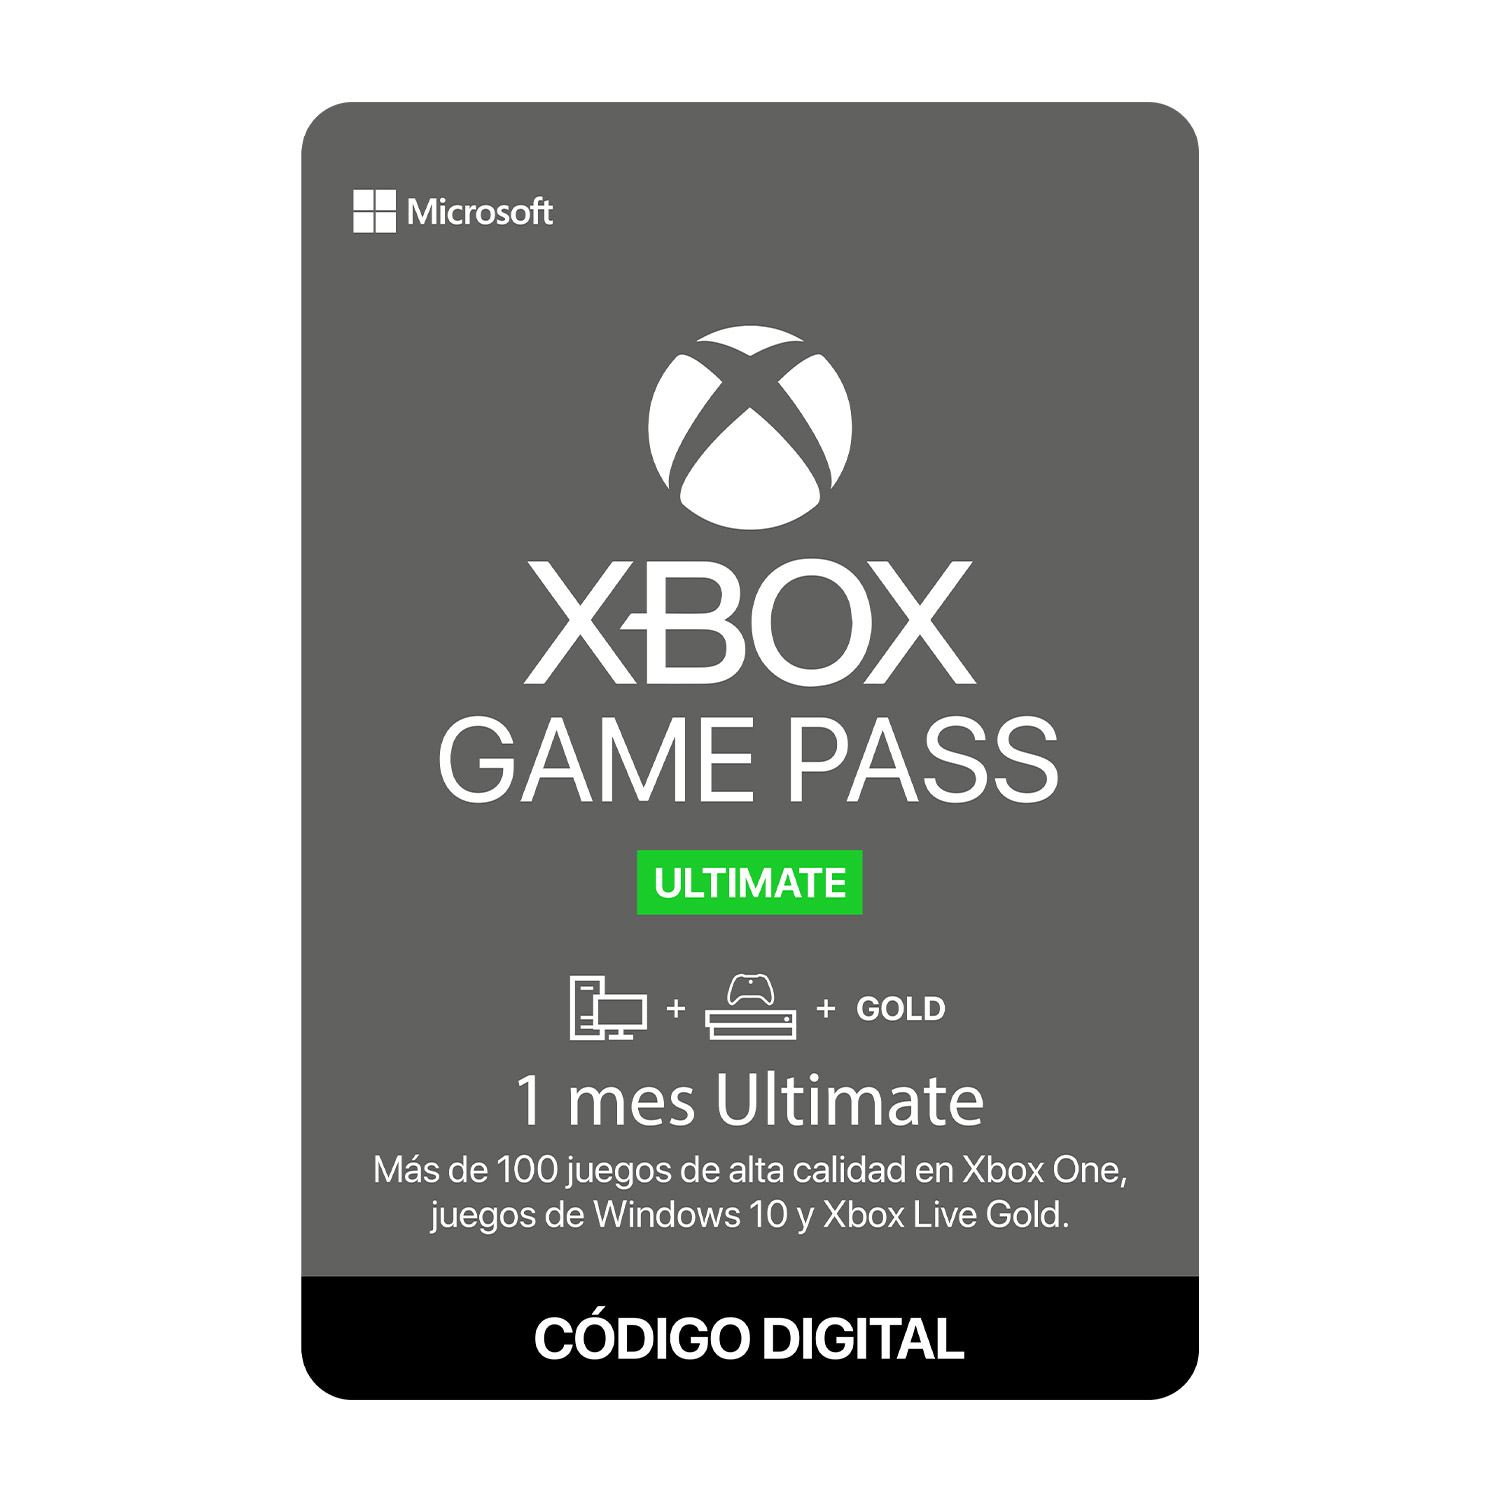 Microsoft
XBOX
GAME PASS
ULTIMATE
+ + GOLD
1 mes Ultimate
Más de 100 juegos de alta calidad en Xbox One,
juegos de Windows 10 y Xbox Live Gold.
CÓDIGO DIGITAL